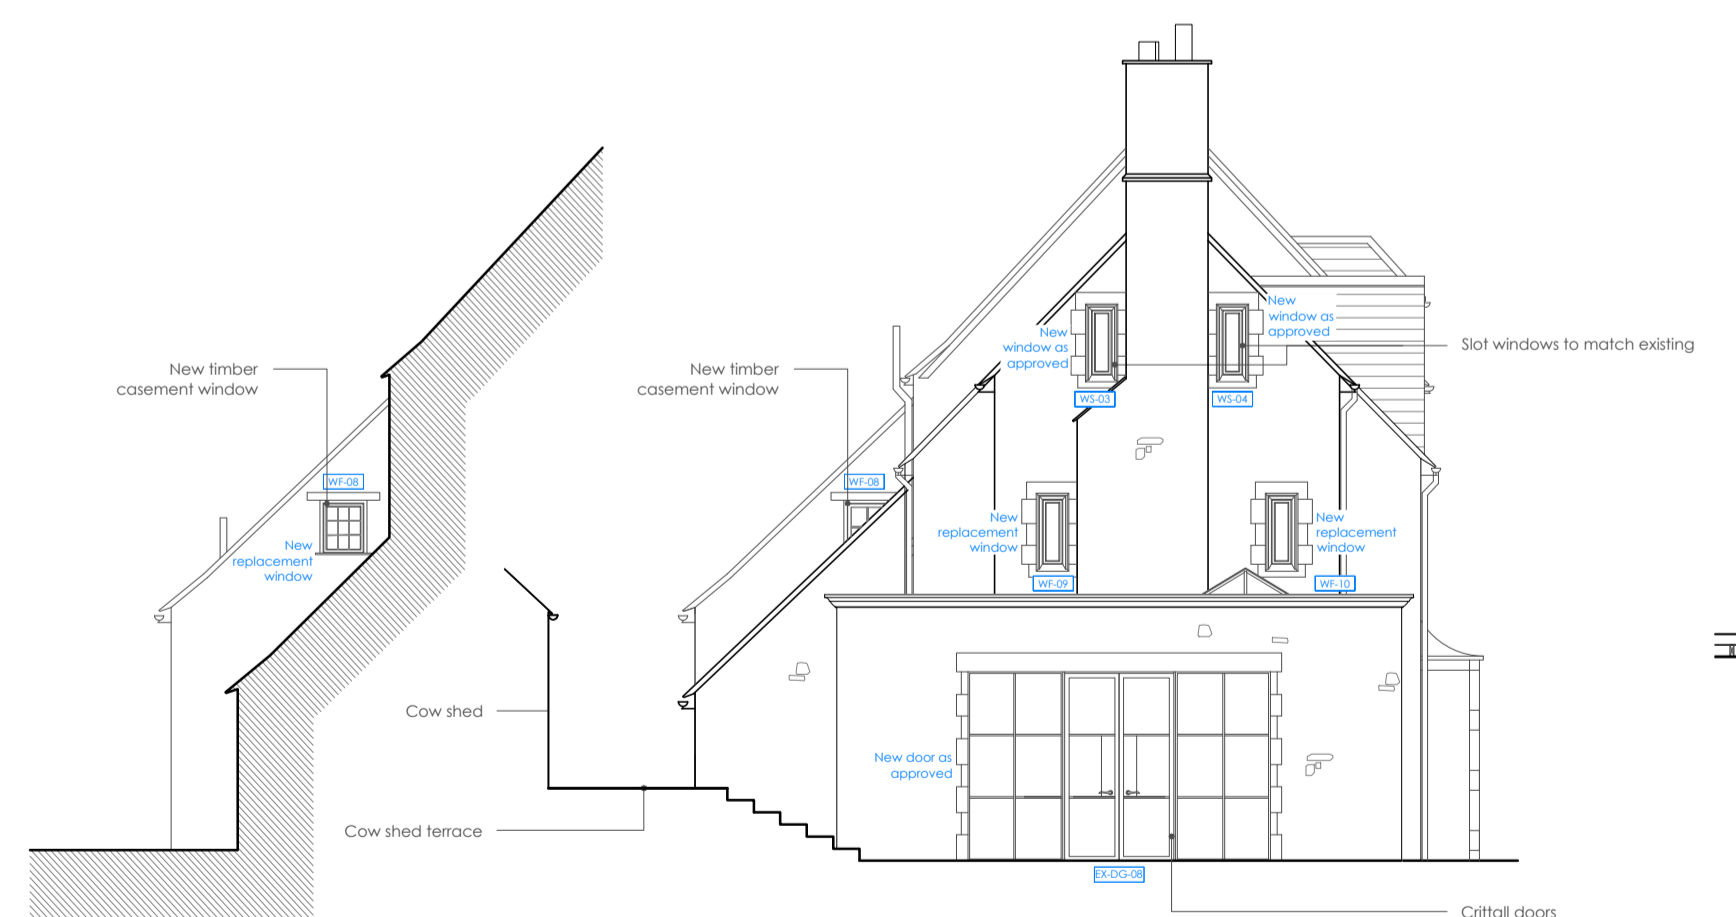 New timber
casement window
WF-08
New
replacement
window
New timber
casement window
WF-08
New
window as
approved
New
window as
approved
Slot windows to match existing
WS-03
WS-04
New
replacement
window
New
replacement
window
WF-09
WF-10
Cow shed
Cow shed terrace
New door as
approved
EX-DG-08
Crittall doors